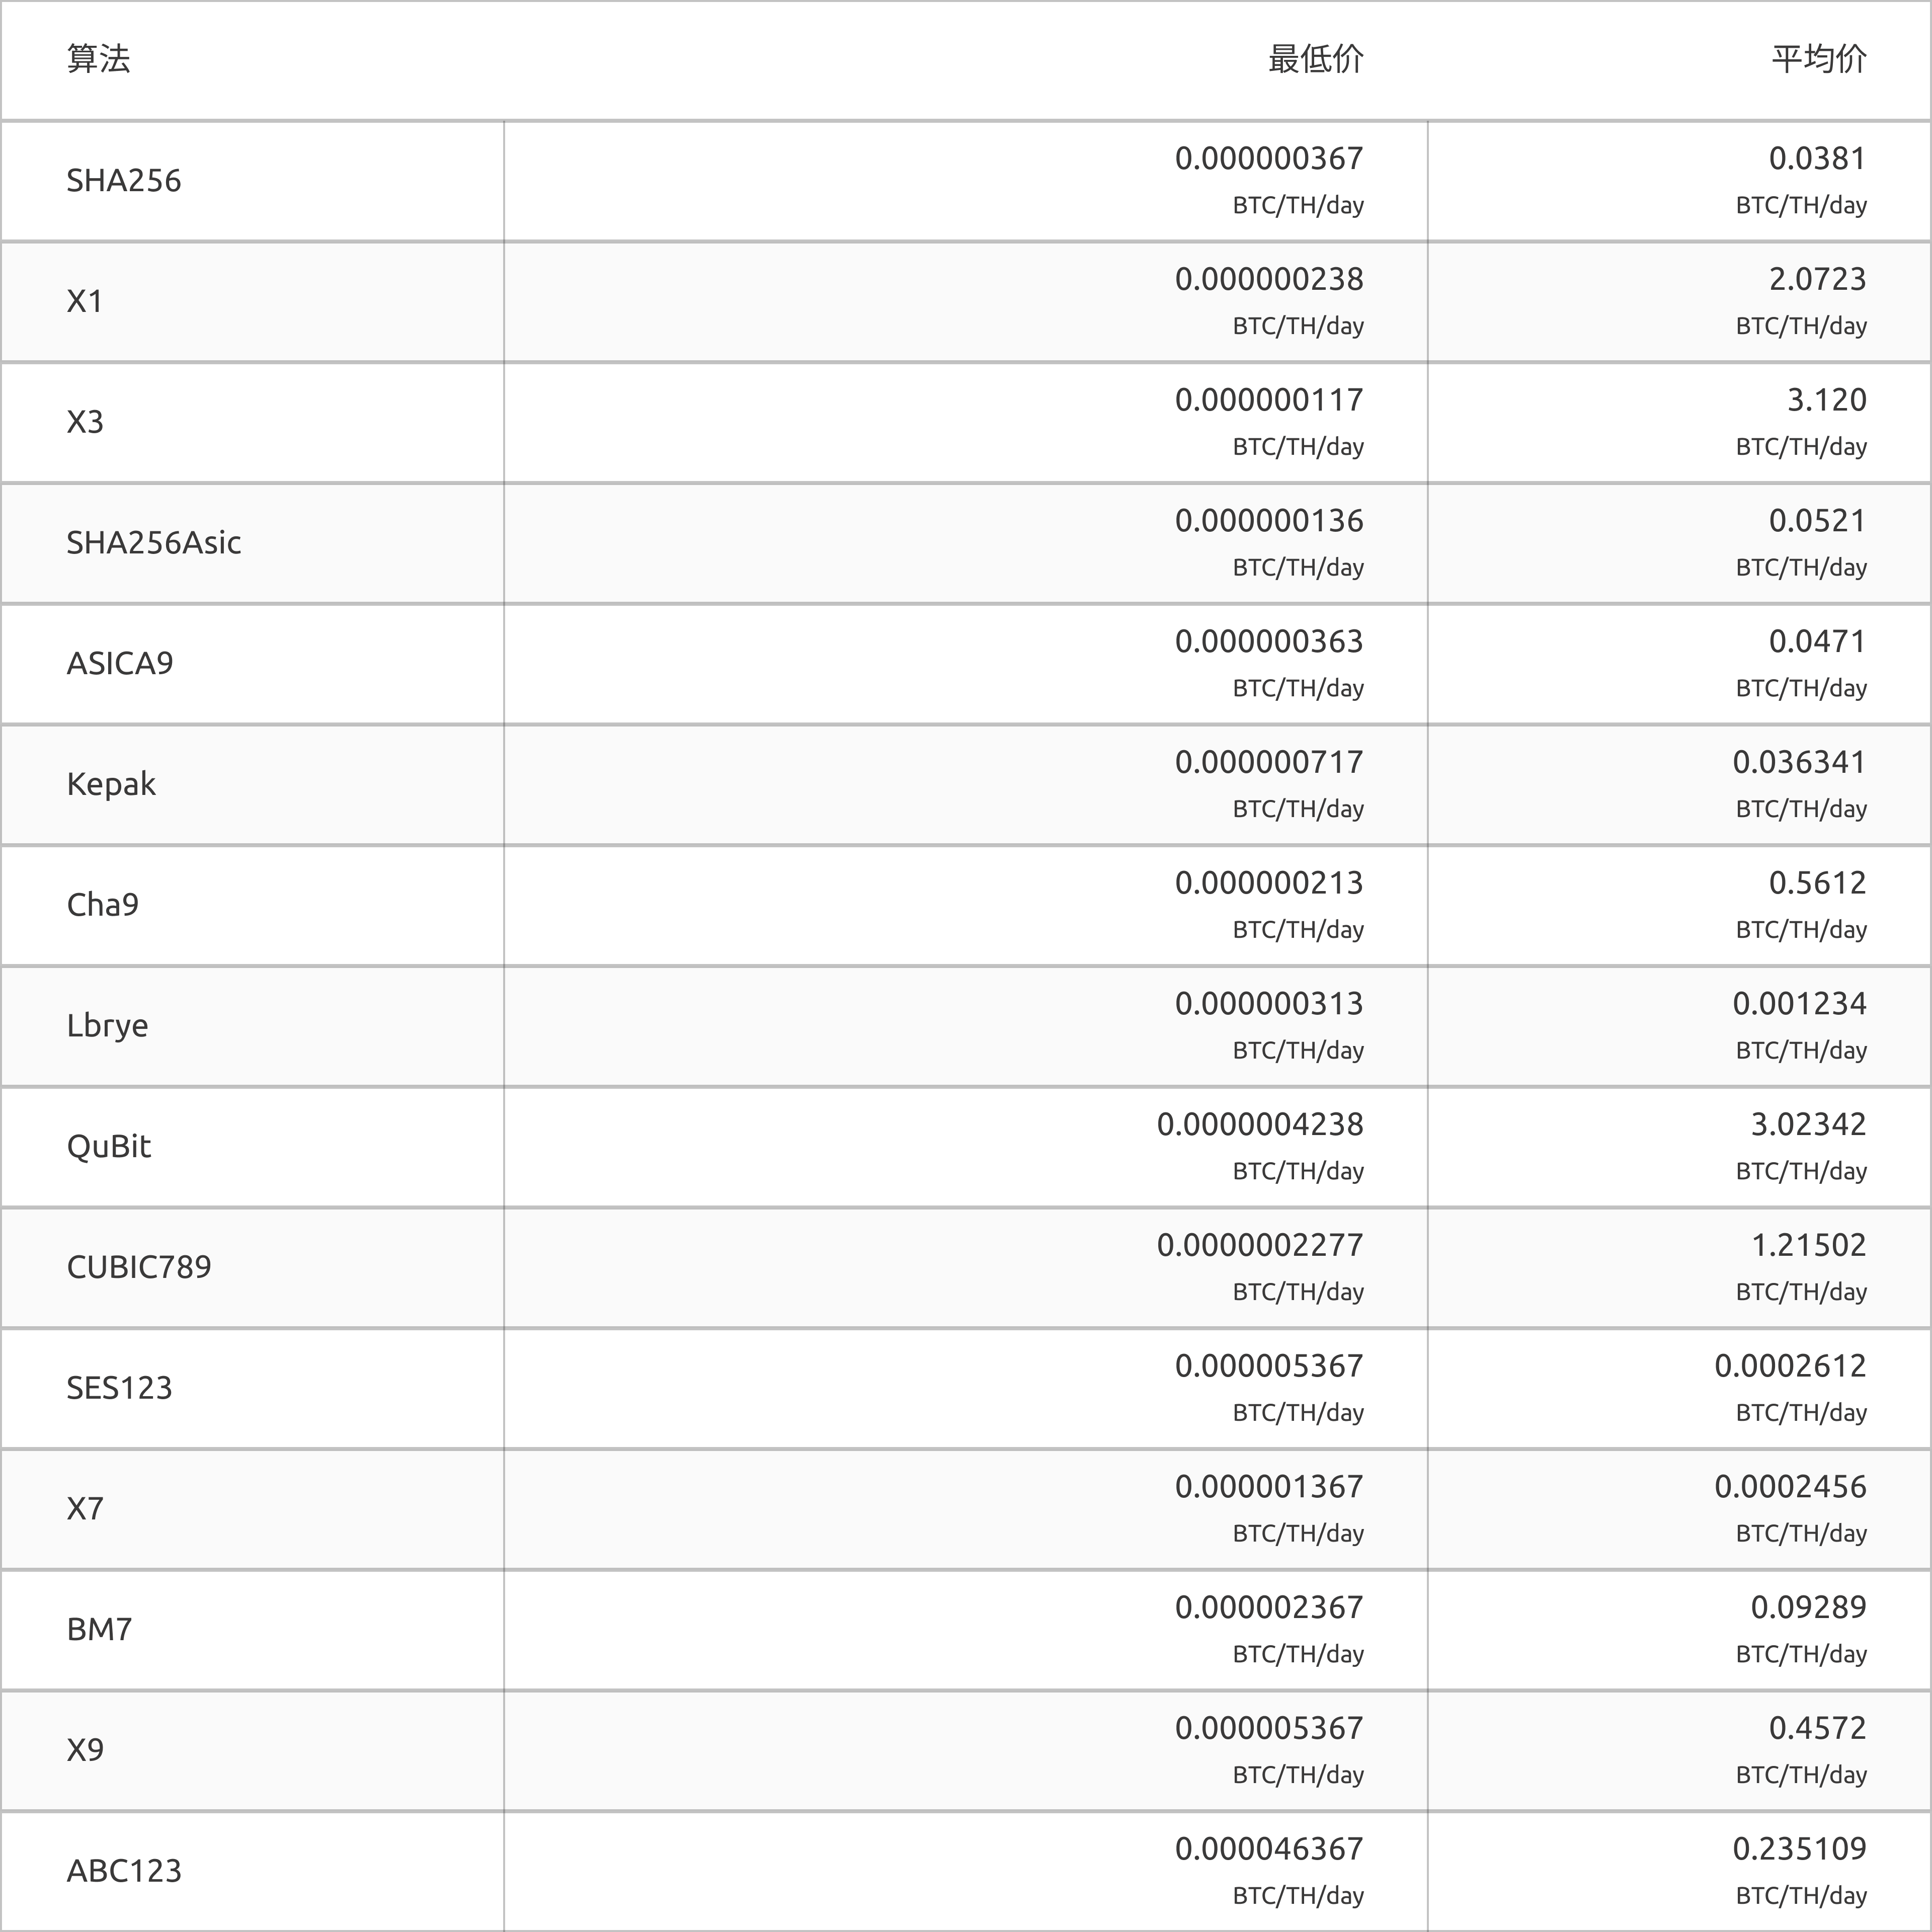 算法 最低价 平均价
SHA256 0.000000367 0.0381
BTC/TH/day BTC/TH/day
X1 0.000000238 2.0723
BTC/TH/day BTC/TH/day
X3 0.000000117 3.120
BTC/TH/day BTC/TH/day
SHA256Asic 0.000000136 0.0521
BTC/TH/day BTC/TH/day
ASICA9 0.000000363 0.0471
BTC/TH/day BTC/TH/day
Kepak 0.000000717 0.036341
BTC/TH/day BTC/TH/day
Cha9 0.000000213 0.5612
BTC/TH/day BTC/TH/day
Lbrye 0.000000313 0.001234
BTC/TH/day BTC/TH/day
QuBit 0.0000004238 3.02342
BTC/TH/day BTC/TH/day
CUBIC789 0.0000002277 1.21502
BTC/TH/day BTC/TH/day
SES123 0.000005367 0.0002612
BTC/TH/day BTC/TH/day
X7 0.000001367 0.0002456
BTC/TH/day BTC/TH/day
BM7 0.000002367 0.09289
BTC/TH/day BTC/TH/day
X9 0.000005367 0.4572
BTC/TH/day BTC/TH/day
ABC123 0.000046367 0.235109
BTC/TH/day BTC/TH/day